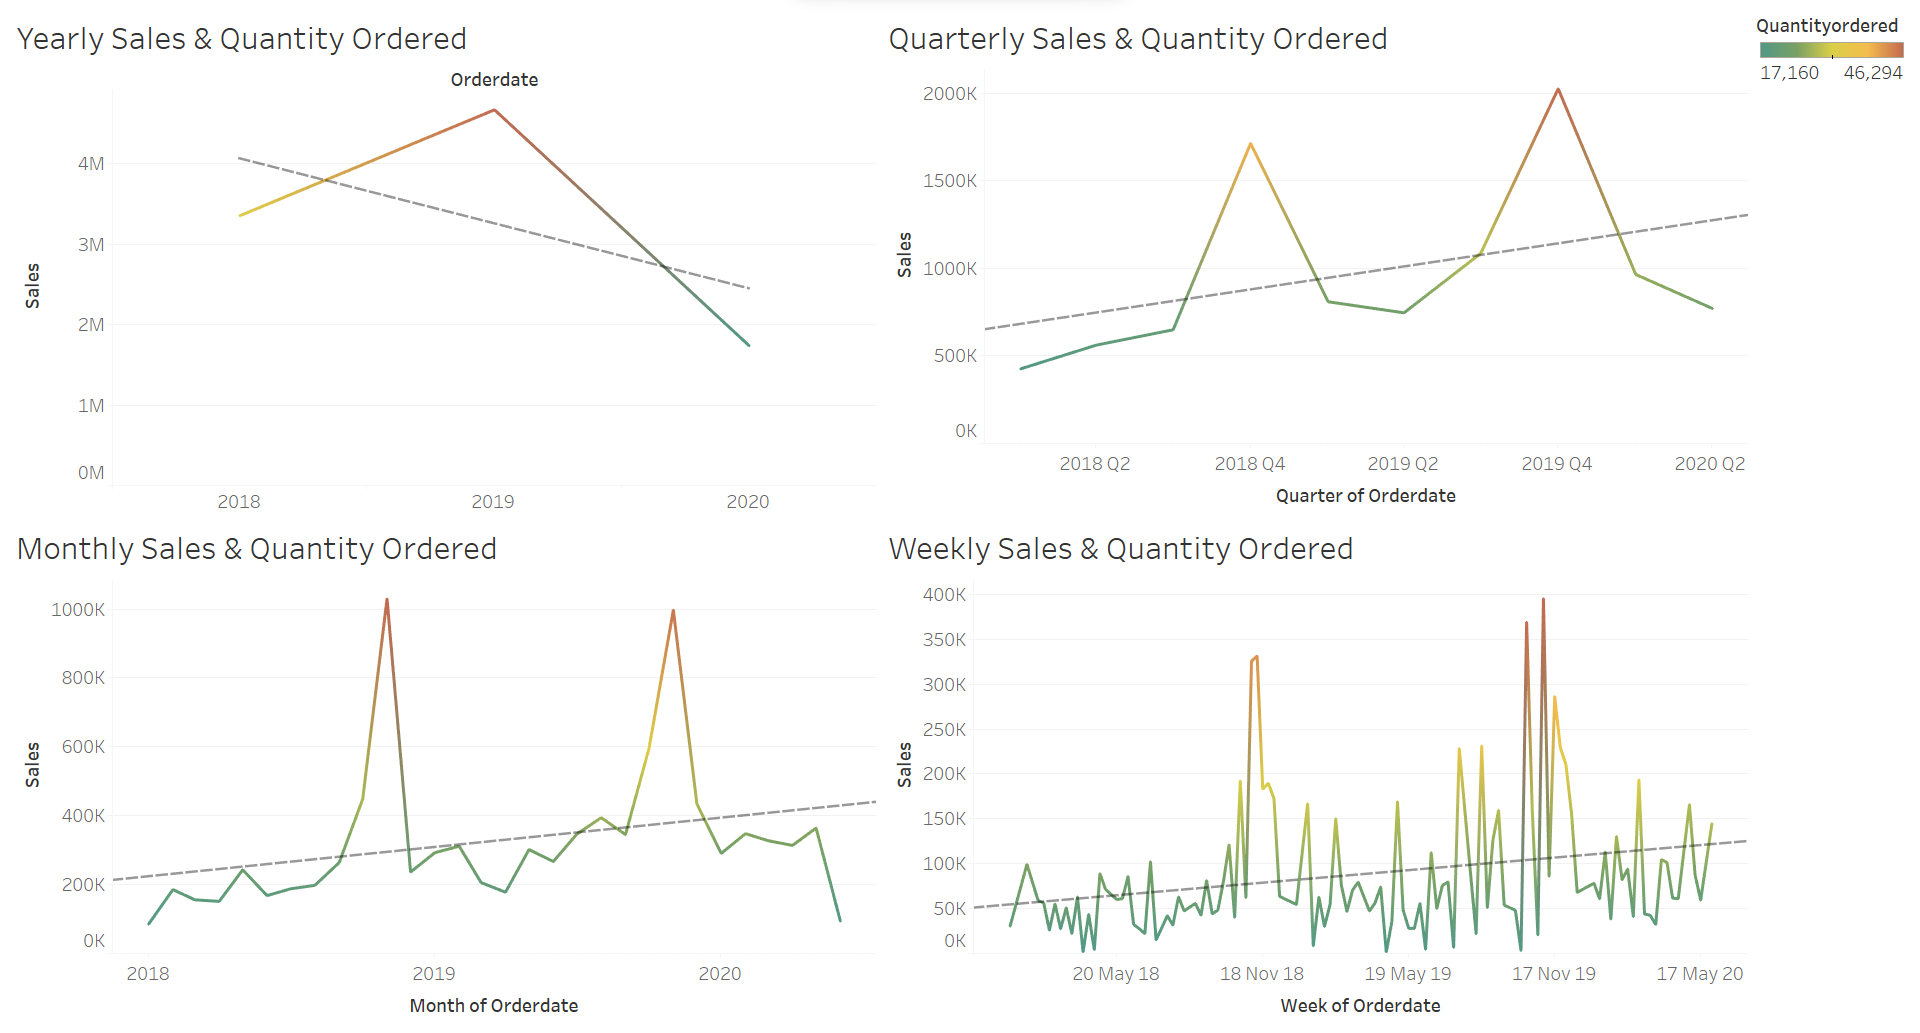 Yearly Sales & Quantity Ordered
Orderdate
4M
3M
2M
1M
0M
Sales
2018 2019 2020
Quarterly Sales & Quantity Ordered
2000K
1500K
1000K
500K
0K
Sales
2018 Q2 2018 Q4 2019 Q2 2019 Q4 2020 Q2
Quarter of Orderdate
Quantityordered
17,160 46,294
Monthly Sales & Quantity Ordered
1000K
800K
600K
400K
200K
0K
Sales
2018 2019 2020
Month of Orderdate
Weekly Sales & Quantity Ordered
400K
350K
300K
250K
200K
150K
100K
50K
0K
Sales
20 May 18 18 Nov 18 19 May 19 17 Nov 19 17 May 20
Week of Orderdate